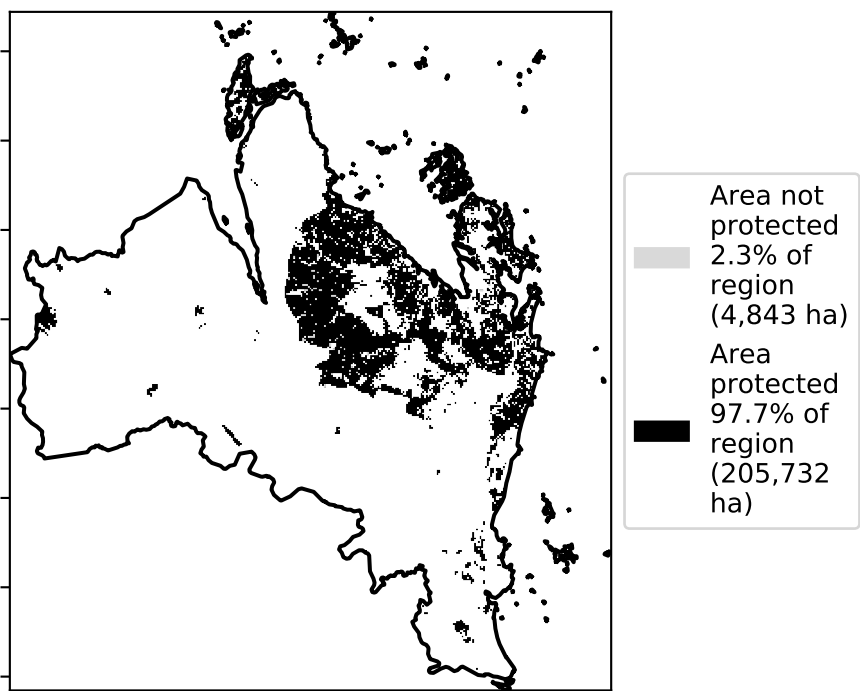 Area not
protected
2.3% of
region
(4,843 ha)
Area
protected
97.7% of
region
(205,732
ha)